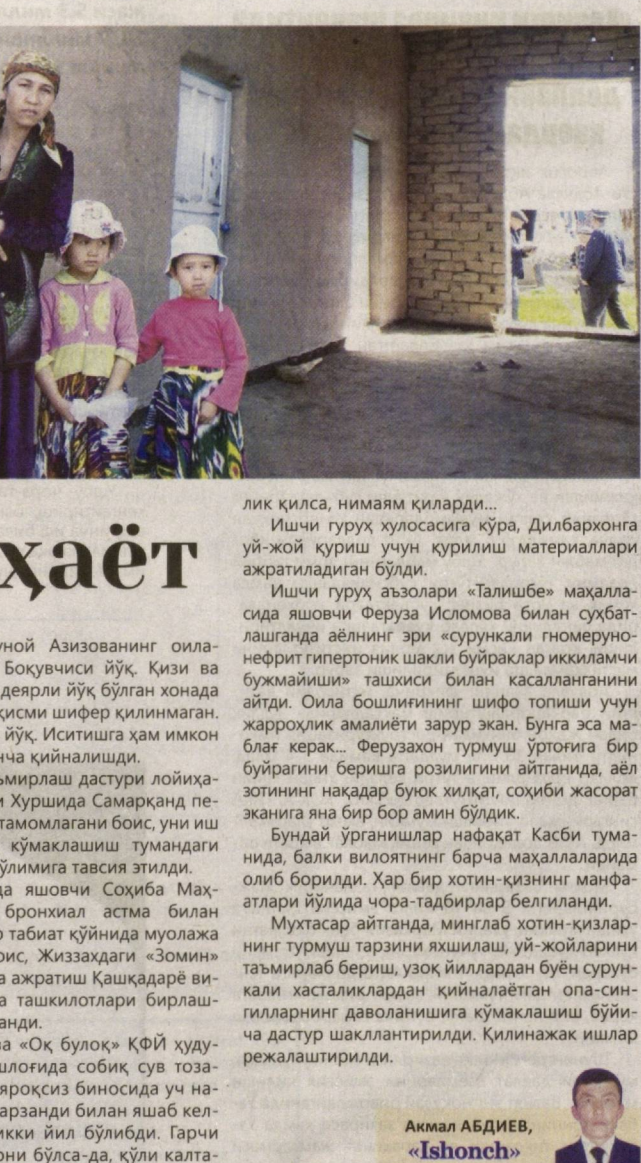 ҳаёт
уной Азизованинг оила-
Боқувчиси йўқ. Қизи ва
деярли йўқ бўлган хонада
қисми шифер қилинмаган.
йўқ. Иситишга ҳам имкон
нча қийналишди.
ъмирлаш дастури лойиҳа-
и Хуршида Самарқанд пе-
тамомлагани боис, уни иш
кўмаклашиш тумандаги
ўлимига тавсия этилди.
да яшовчи Соҳиба Маҳ-
бронхиал астма билан
р табиат қўйнида муолажа
оис, Жиззахдаги «Зомин»
а ажратиш Қашқадарё ви-
а ташкилотлари бирлаш-
анди.
ва «Оқ булоқ» ҚФЙ ҳуду-
шлоғида собиқ сув тоза-
яроқсиз биносида уч на-
арзанди билан яшаб кел-
икки йил бўлибди. Гарчи
рни бўлса-да, қўли калта-
лик қилса, нимаям қиларди...
Ишчи гуруҳ хулосасига кўра, Дилбархонга
уй-жой қуриш учун қурилиш материаллари
ажратиладиган бўлди.
Ишчи гуруҳ аъзолари «Талишбе» маҳалла-
сида яшовчи Феруза Исломова билан суҳбат-
лашганда аёлнинг эри «сурункали гномеруно-
нефрит гипертоник шакли буйраклар иккиламчи
бужмайиши» ташхиси билан касалланганини
айтди. Оила бошлиғининг шифо топиши учун
жарроҳлик амалиёти зарур экан. Бунга эса ма-
блағ керак... Ферузахон турмуш ўртоғига бир
буйрагини беришга розилигини айтганида, аёл
зотининг нақадар буюк хилқат, соҳиби жасорат
эканига яна бир бор амин бўлдик.
Бундай ўрганишлар нафақат Касби тума-
нида, балки вилоятнинг барча маҳаллаларида
олиб борилди. Ҳар бир хотин-қизнинг манфа-
атлари йўлида чора-тадбирлар белгиланди.
Мухтасар айтганда, минглаб хотин-қизлар-
нинг турмуш тарзини яхшилаш, уй-жойларини
таъмирлаб бериш, узоқ йиллардан буён сурун-
кали хасталиклардан қийналаётган опа-син-
гилларнинг даволанишига кўмаклашиш бўйи-
ча дастур шакллантирилди. Қилинажак ишлар
режалаштирилди.
Акмал АБДИЕВ,
«Ishonch»